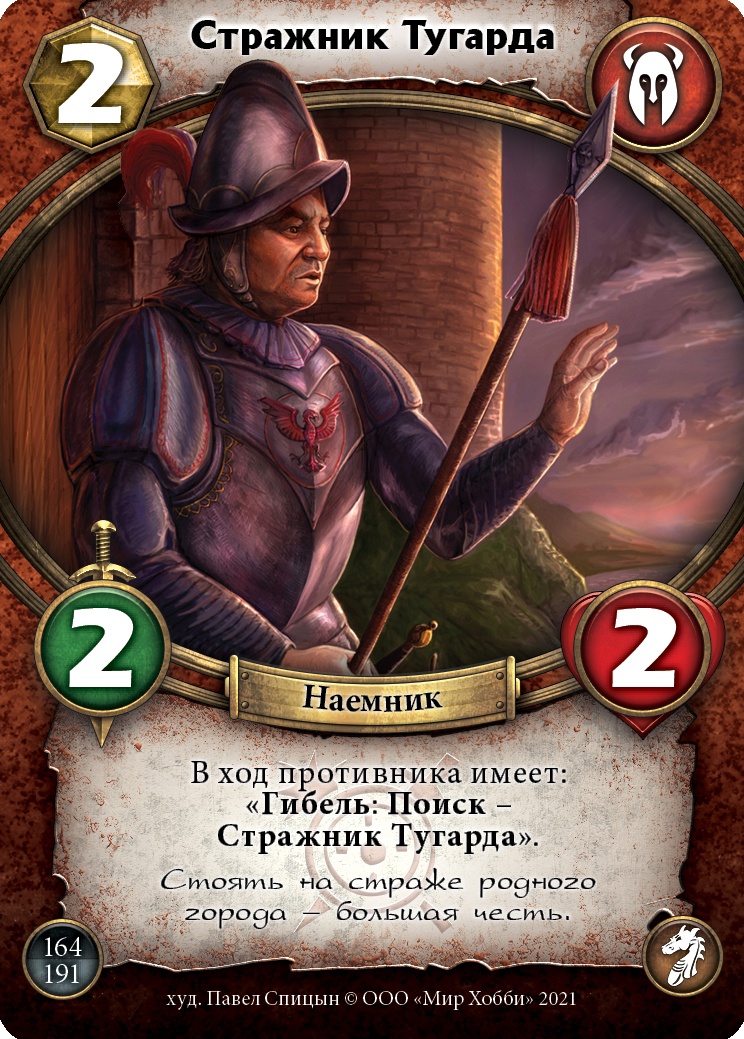 Стражник Тугарда
2
2
2
Наемник
В ход противника имеет:
«Гибель: Поиск –
Стражник Тугарда».
Стоять на страже родного
города – большая честь.
164
191
худ. Павел Спицын © ООО «Мир Хобби» 2021